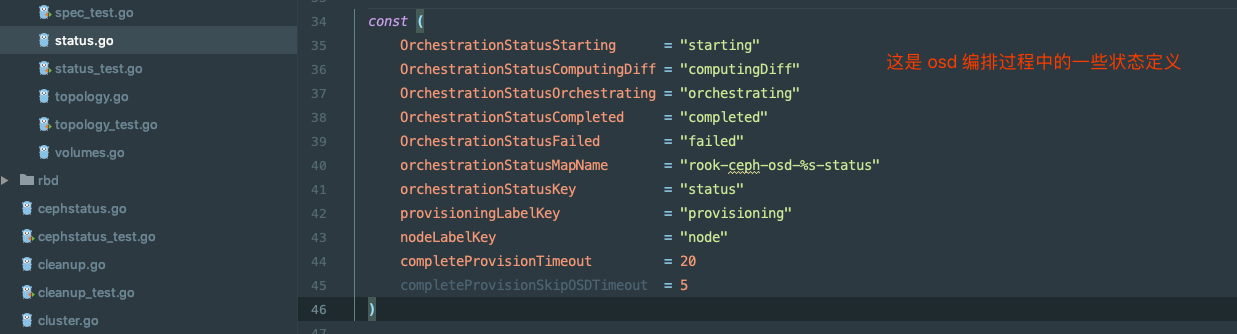 spec_test.go
status.go
status_test.go
topology.go
topology_test.go
volumes.go
rbd
cephstatus.go
cephstatus_test.go
cleanup.go
cleanup_test.go
cluster.go
34 const (
35 OrchestrationStatusStarting = "starting"
36 OrchestrationStatusComputingDiff = "computingDiff"
37 OrchestrationStatusOrchestrating = "orchestrating"
38 OrchestrationStatusCompleted = "completed"
39 OrchestrationStatusFailed = "failed"
40 orchestrationStatusMapName = "rook-ceph-osd-%s-status"
41 orchestrationStatusKey = "status"
42 provisioningLabelKey = "provisioning"
43 nodeLabelKey = "node"
44 completeProvisionTimeout = 20
45 completeProvisionSkipOSDTimeout = 5
46 )
这是 osd 编排过程中的一些状态定义